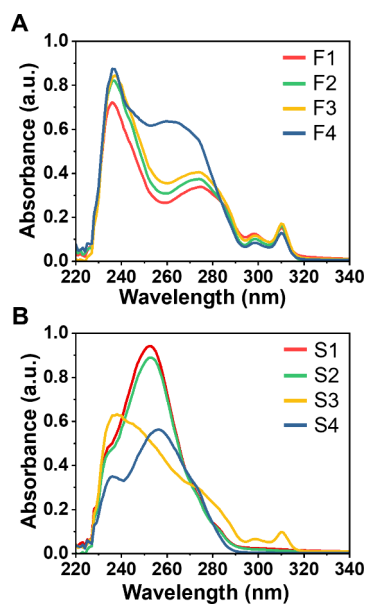 A
Absorbance (a.u.)
1.0
0.8
0.6
0.4
0.2
0.0
F1
F2
F3
F4
220 240 260 280 300 320 340
Wavelength (nm)
B
Absorbance (a.u.)
1.0
0.8
0.6
0.4
0.2
0.0
S1
S2
S3
S4
220 240 260 280 300 320 340
Wavelength (nm)